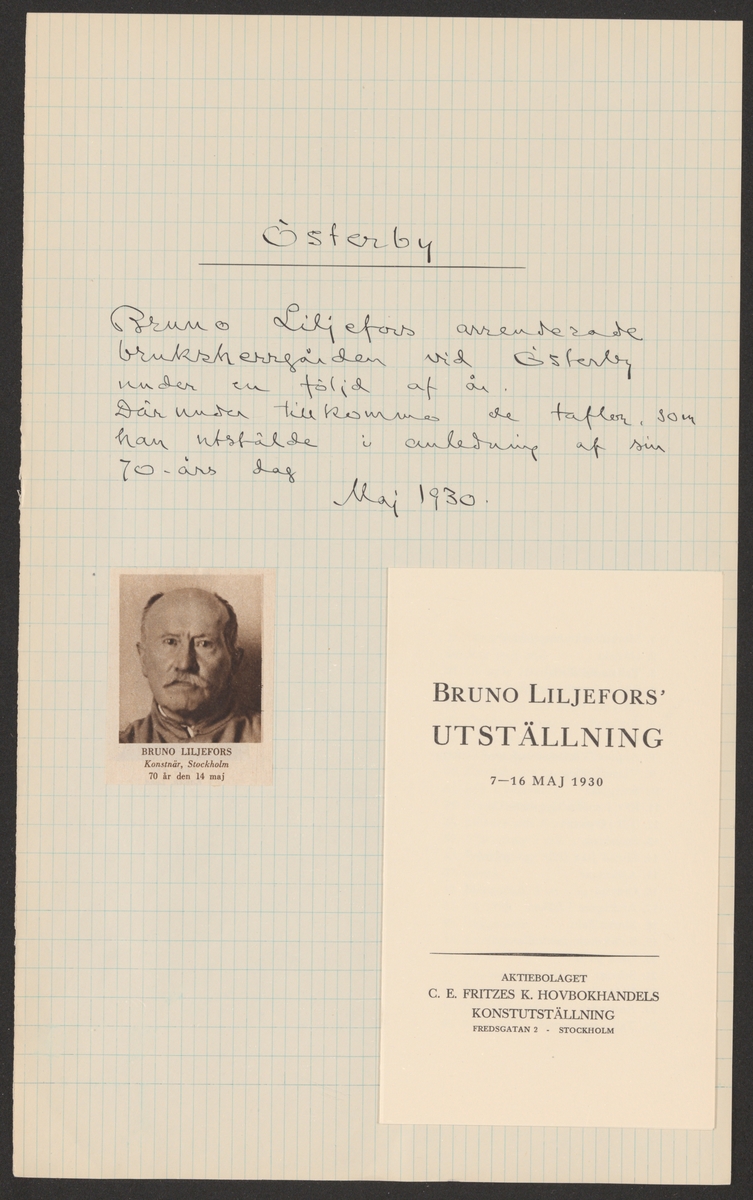 Österby
Bruno Liljefors arrenderade
bruksherrgården vid Österby
under en följd af år.
Därunder tillkommo de taflor, som
han utstälde i anledning af sin
70-års dag
Maj 1930.
BRUNO LILJEFORS
Konstnär, Stockholm
70 år den 14 maj
BRUNO LILJEFORS'
UTSTÄLLNING
7—16 MAJ 1930
AKTIEBOLAGET
C. E. FRITZES K. HOVBOKHANDELS
KONSTUTSTÄLLNING
FREDSGATAN 2 - STOCKHOLM